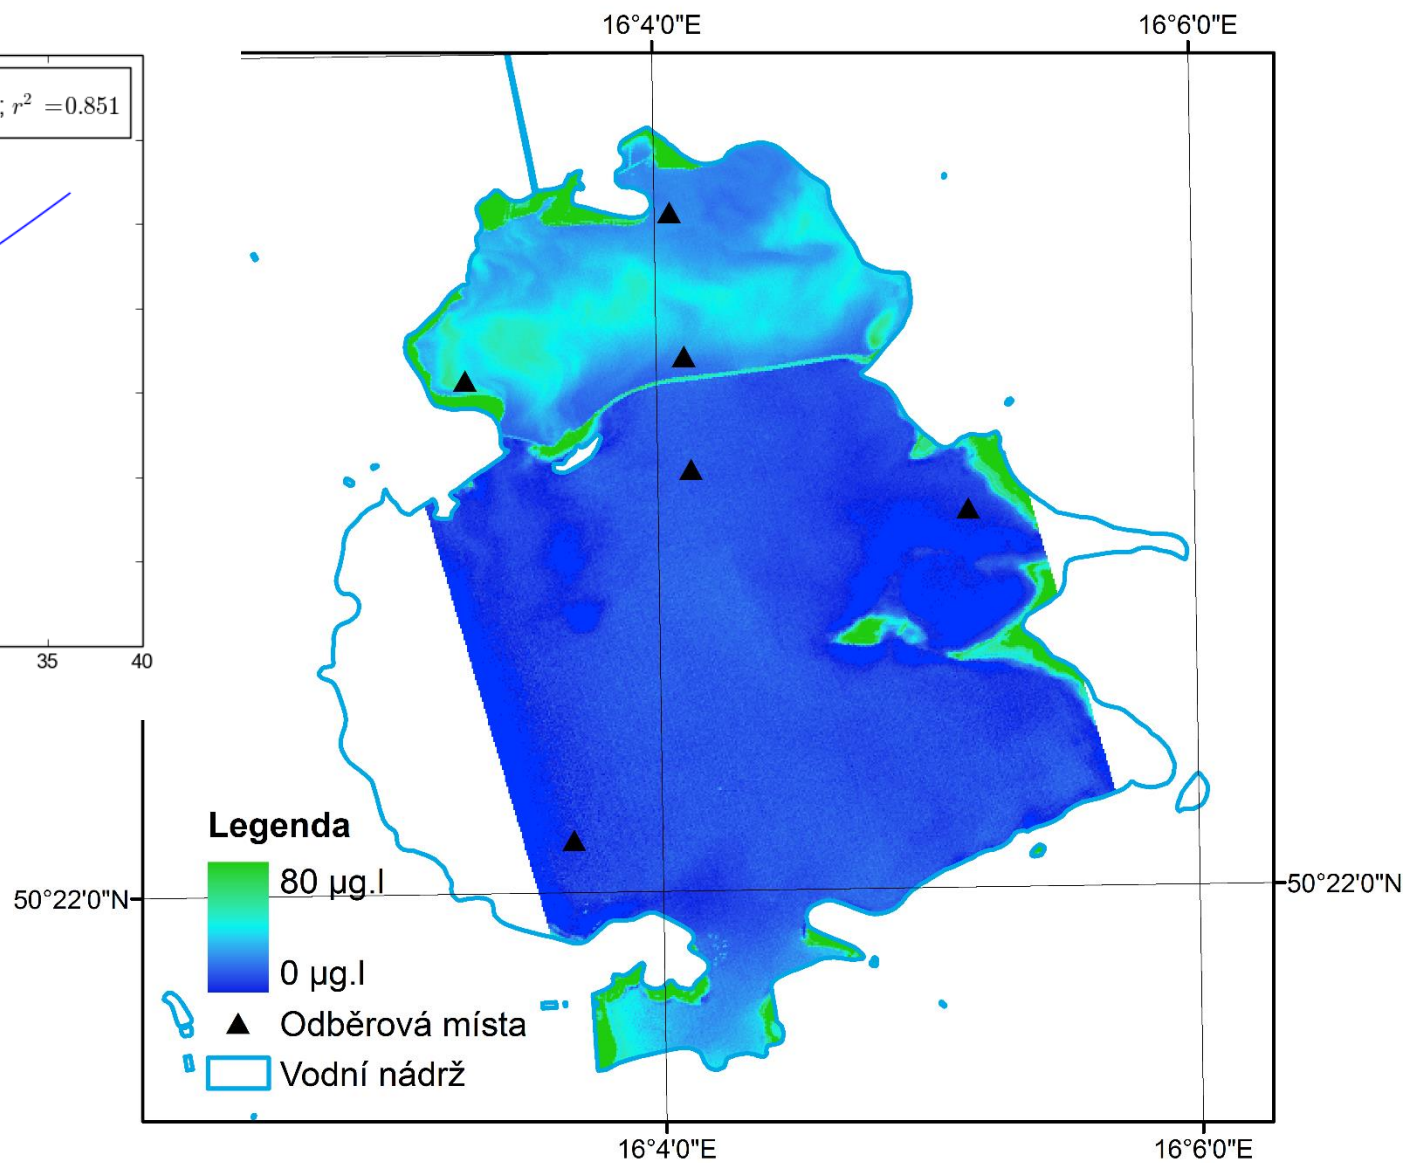 16°4'0"E
16°6'0"E
; r² =0.851
35
40
Legenda
80 µg.l
0 µg.l
Odběrová místa
Vodní nádrž
50°22'0"N
50°22'0"N
16°4'0"E
16°6'0"E